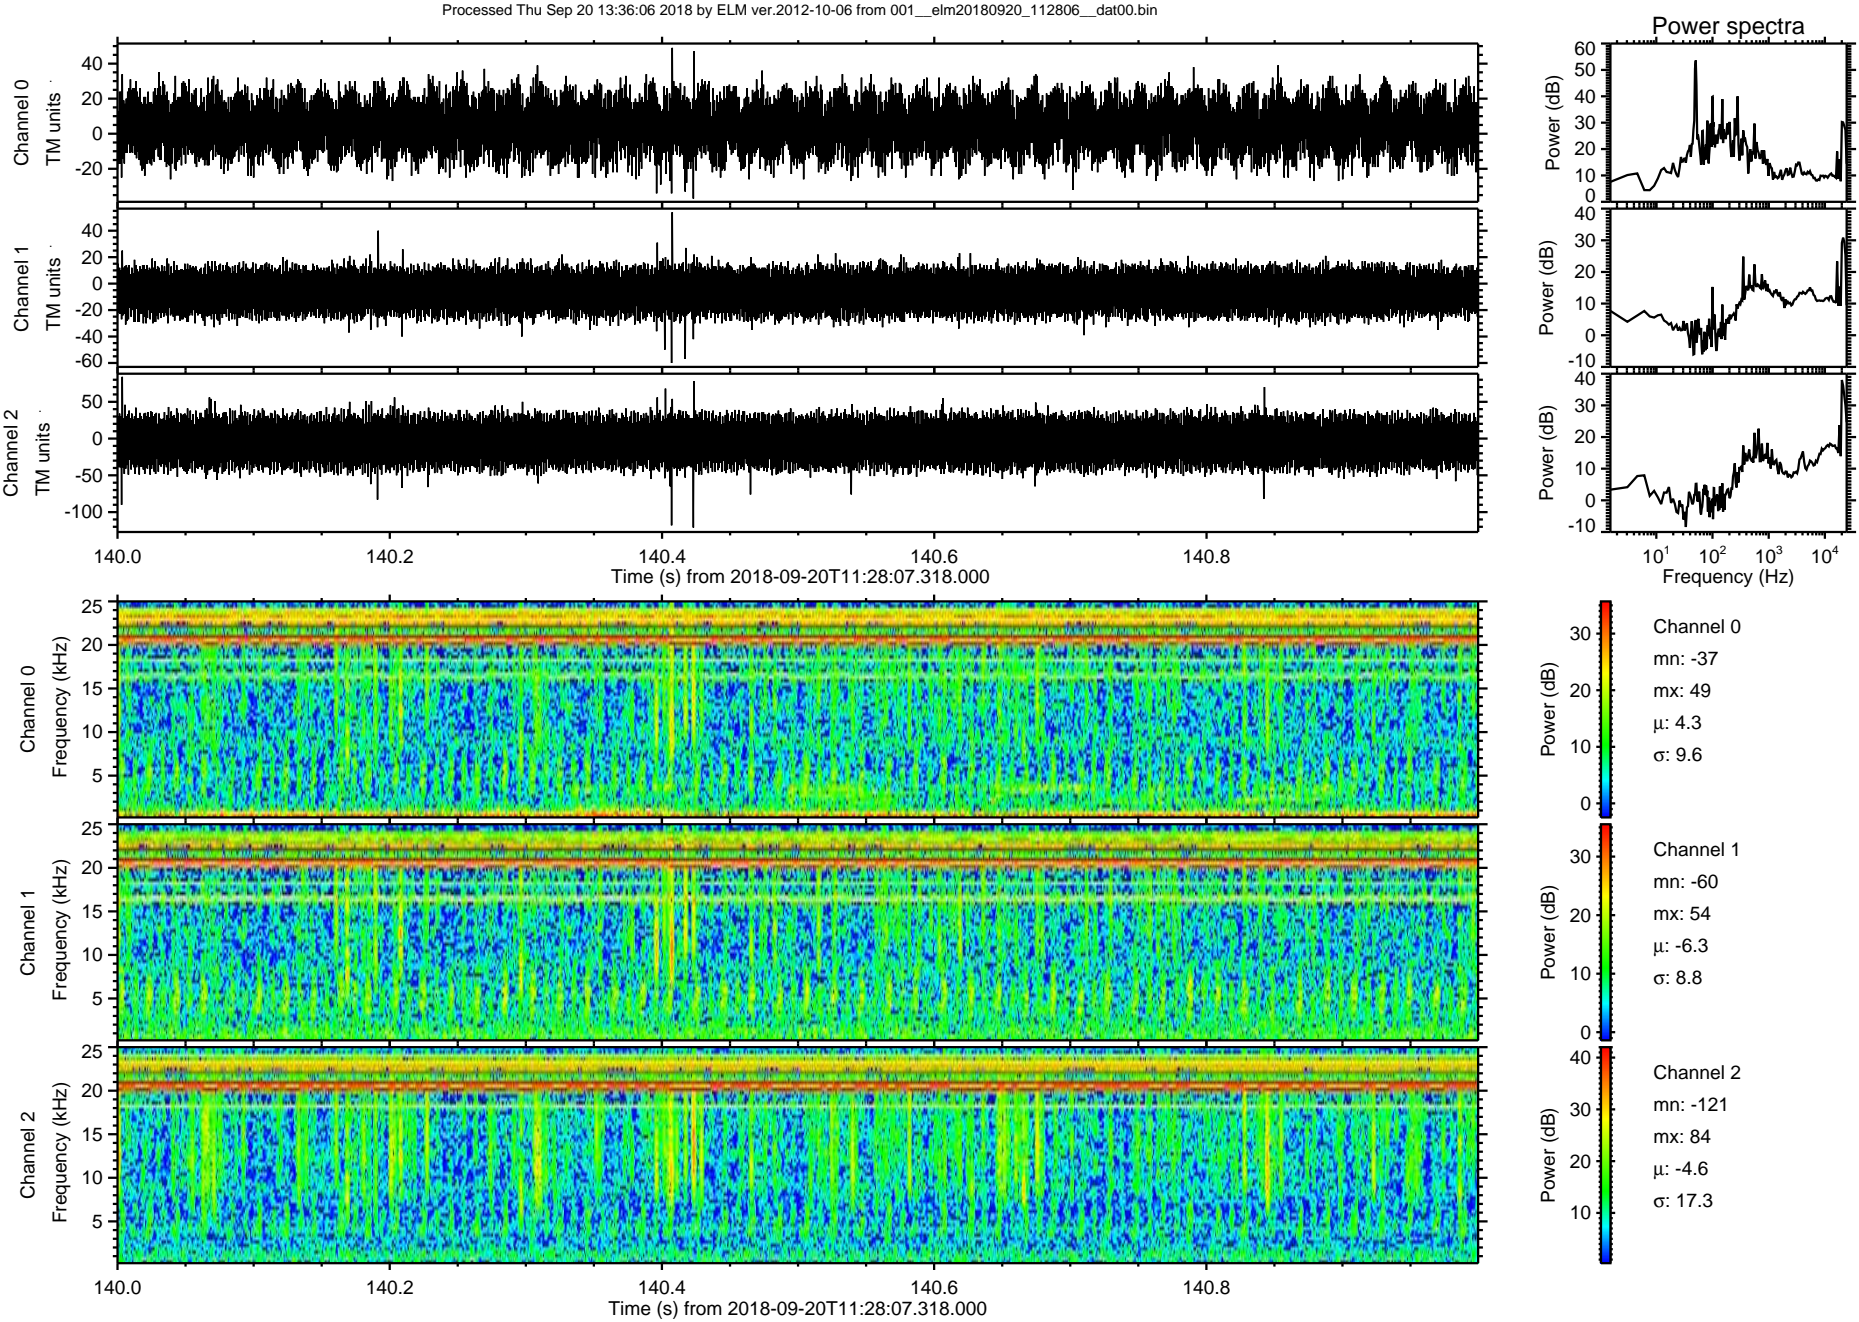 Processed Thu Sep 20 13:36:06 2018 by ELM ver.2012-10-06 from 001__elm20180920_112806__dat00.bin
Power spectra
Channel 0
TM units
40
20
0
-20
Power (dB)
60
50
40
30
20
10
0
Channel 1
TM units
40
20
0
-20
-40
-60
Power (dB)
40
30
20
10
0
-10
Channel 2
TM units
50
0
-50
-100
Power (dB)
40
30
20
10
0
-10
140.0 140.2 140.4 140.6 140.8
Time (s) from 2018-09-20T11:28:07.318.000
10¹ 10² 10³ 10⁴
Frequency (Hz)
Channel 0
Frequency (kHz)
25
20
15
10
5
Power (dB)
30
20
10
0
Channel 0
mn: -37
mx: 49
μ: 4.3
σ: 9.6
Channel 1
Frequency (kHz)
25
20
15
10
5
Power (dB)
30
20
10
0
Channel 1
mn: -60
mx: 54
μ: -6.3
σ: 8.8
Channel 2
Frequency (kHz)
25
20
15
10
5
Power (dB)
40
30
20
10
Channel 2
mn: -121
mx: 84
μ: -4.6
σ: 17.3
140.0 140.2 140.4 140.6 140.8
Time (s) from 2018-09-20T11:28:07.318.000